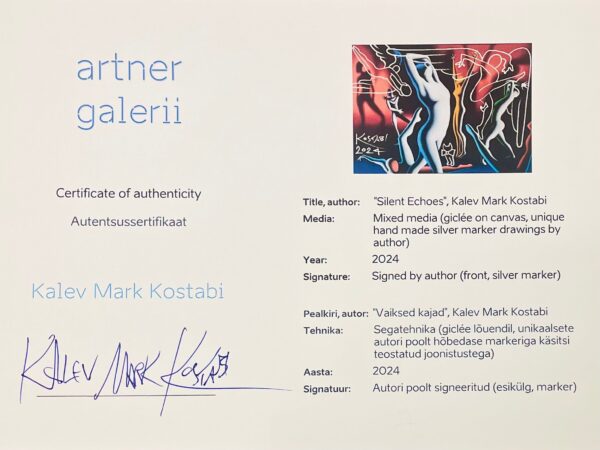 artner
galerii
Certificate of authenticity
Autentsussertifikaat
Kalev Mark Kostabi
KALEV MARK KOSTABI
KOSTABI
2024
Title, author: "Silent Echoes", Kalev Mark Kostabi
Media: Mixed media (giclée on canvas, unique
hand made silver marker drawings by
author)
Year: 2024
Signature: Signed by author (front, silver marker)
Pealkiri, autor: "Vaiksed kajad", Kalev Mark Kostabi
Tehnika: Segatehnika (giclée lõuendil, unikaalsete
autori poolt hõbedase markeriga käsitsi
teostatud joonistustega)
Aasta: 2024
Signatuur: Autori poolt signeeritud (esikülg, marker)